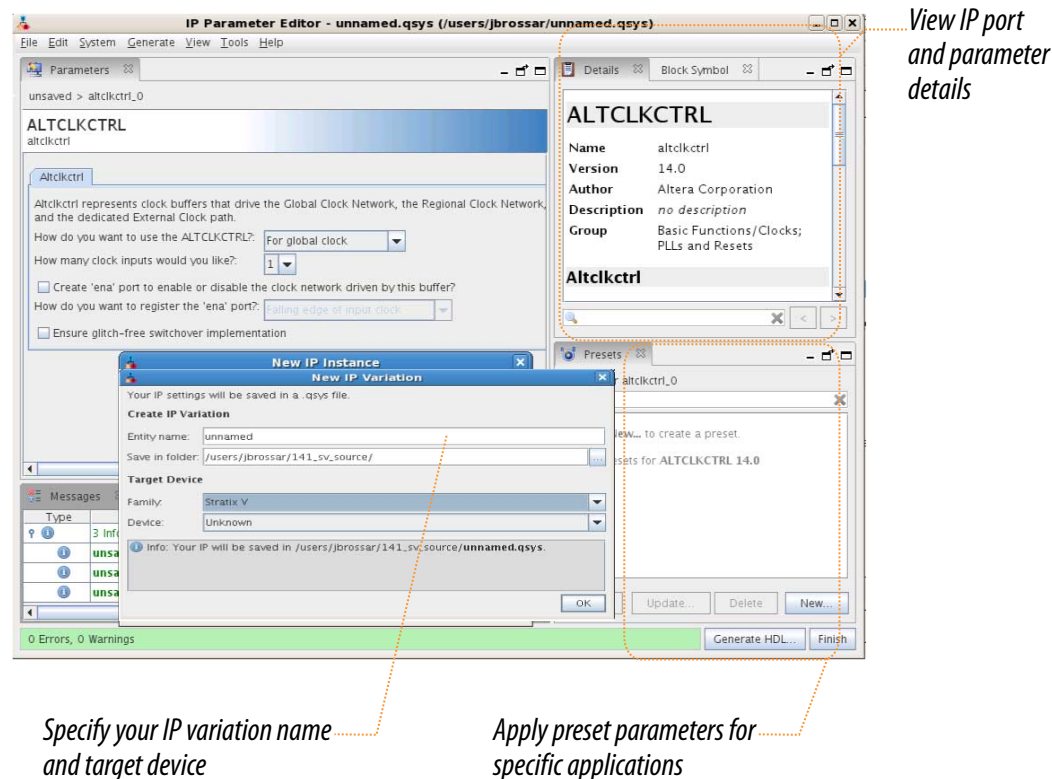 IP Parameter Editor - unnamed.qsys (/users/jbrossar/unnamed.qsys)
File Edit System Generate View Tools Help
View IP port
and parameter
details
Parameters
unsaved > altclkctrl_0
ALTCLKCTRL
altclkctrl
Altclkctrl
Altclkctrl represents clock buffers that drive the Global Clock Network, the Regional Clock Network,
and the dedicated External Clock path.
How do you want to use the ALTCLKCTRL?: For global clock
How many clock inputs would you like?: 1
Create 'ena' port to enable or disable the clock network driven by this buffer?
How do you want to register the 'ena' port?: Falling edge of input clock
Ensure glitch-free switchover implementation
Details Block Symbol
ALTCLKCTRL
Name altclkctrl
Version 14.0
Author Altera Corporation
Description no description
Group Basic Functions/Clocks;
PLLs and Resets
Altclkctrl
< >
New IP Instance
New IP Variation
Your IP settings will be saved in a .qsys file.
Create IP Variation
Entity name: unnamed
Save in folder: /users/jbrossar/141_sv_source/
...
Target Device
Family: Stratix V
Device: Unknown
Info: Your IP will be saved in /users/jbrossar/141_sv_source/unnamed.qsys.
OK
Presets
altclkctrl_0
to create a preset.
for ALTCLKCTRL 14.0
Update... Delete New...
Messages
Type
3
unsa
unsa
unsa
0 Errors, 0 Warnings
Generate HDL... Finish
Specify your IP variation name
and target device
Apply preset parameters for
specific applications